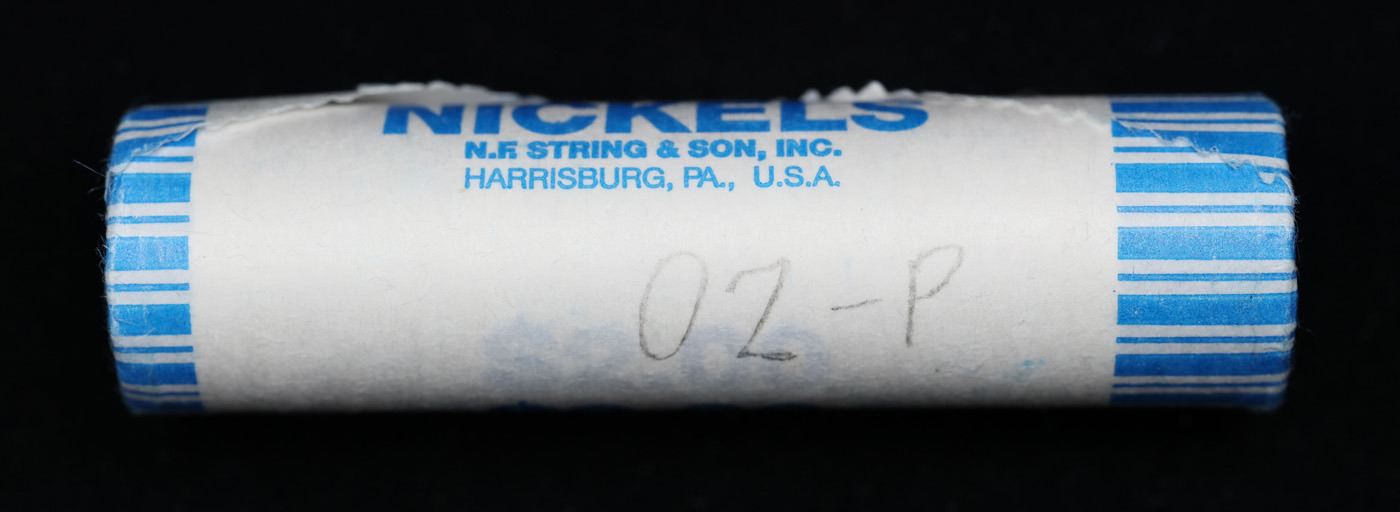 NICKELS
N.F. STRING & SON, INC.
HARRISBURG, PA., U.S.A.
02-P